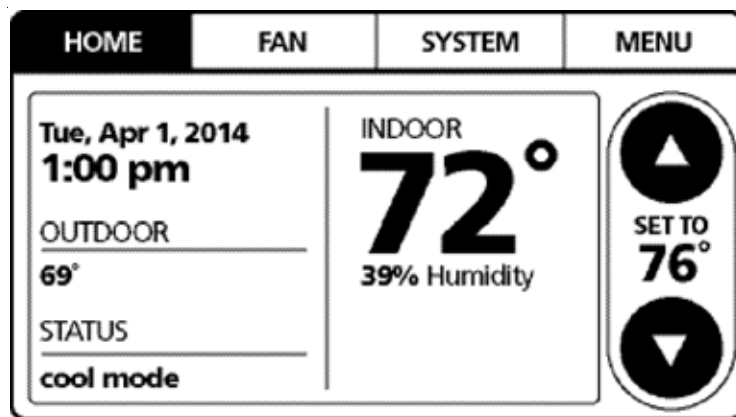 HOME FAN SYSTEM MENU
Tue, Apr 1, 2014
1:00 pm
OUTDOOR
69°
STATUS
cool mode
INDOOR
72°
39% Humidity
SET TO
76°